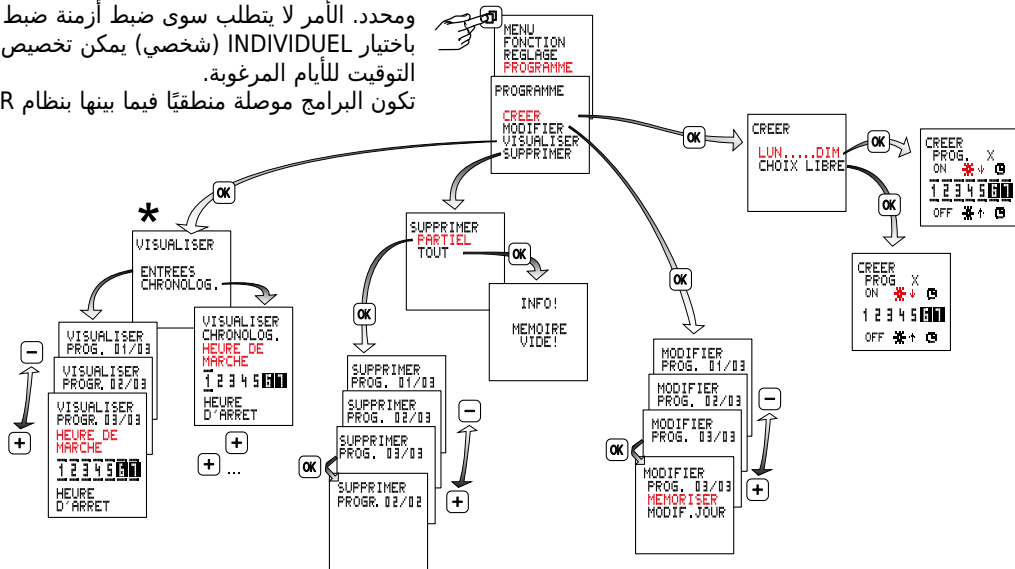 ومحدد. الأمر لا يتطلب سوى ضبط أزمنة ضبط
باختيار INDIVIDUEL (شخصي) يمكن تخصيص
التوقيت للأيام المرغوبة.
تكون البرامج موصلة منطقيًا فيما بينها بنظام R
MENU
FONCTION
REGLAGE
PROGRAMME
PROGRAMME
CREER
MODIFIER
VISUALISER
SUPPRIMER
OK
CREER
LUN.....DIM
CHOIX LIBRE
OK
CREER
PROG. X
ON
1 2 3 4 5 6 7
OFF
OK
CREER
PROG X
ON
1 2 3 4 5 6 7
OFF
OK
*
VISUALISER
ENTREES
CHRONOLOG.
VISUALISER
PROG. 01/03
VISUALISER
PROGR. 02/03
VISUALISER
PROGR. 03/03
HEURE DE
MARCHE
1 2 3 4 5 6 7
HEURE
D'ARRET
−
+
VISUALISER
CHRONOLOG.
HEURE DE
MARCHE
1 2 3 4 5 6 7
HEURE
D'ARRET
+
+ ...
SUPPRIMER
PARTIEL
TOUT
OK
INFO!
MEMOIRE
VIDE!
OK
SUPPRIMER
PROG. 01/03
SUPPRIMER
PROG. 02/03
SUPPRIMER
PROG. 03/03
OK
SUPPRIMER
PROGR. 02/02
−
+
OK
MODIFIER
PROG. 01/03
MODIFIER
PROG. 02/03
MODIFIER
PROG. 03/03
OK
MODIFIER
PROG. 03/03
MEMORISER
MODIF.JOUR
−
+